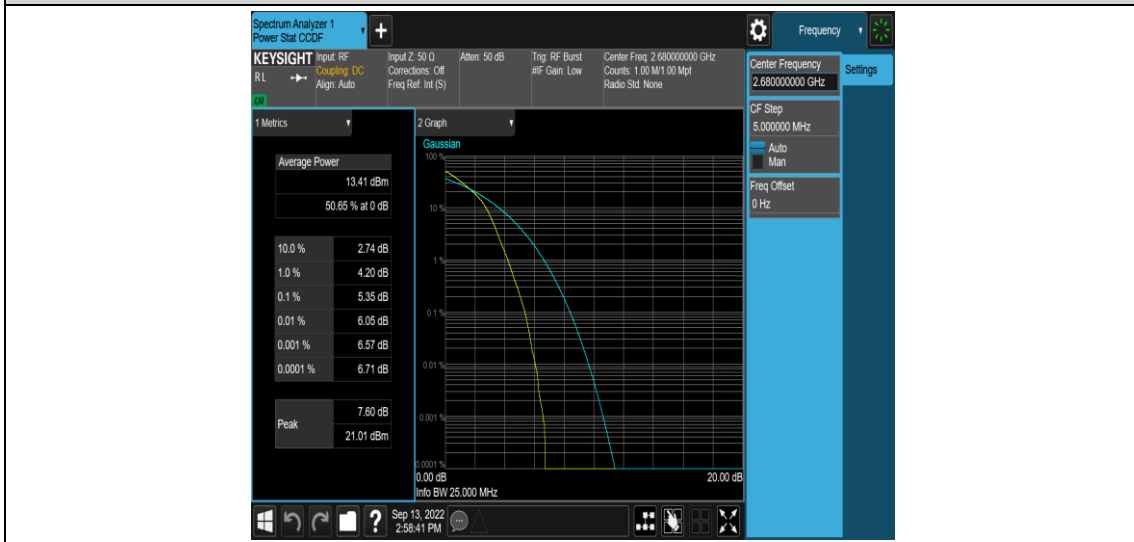 Spectrum Analyzer 1
Power Stat CCDF
+
Frequency
KEYSIGHT
RL
LXI
Input: RF
Coupling: DC
Align: Auto
Input Z: 50 Ω
Corrections: Off
Freq Ref: Int (S)
Atten: 50 dB
Trig: RF Burst
#IF Gain: Low
Center Freq: 2.680000000 GHz
Counts: 1.00 M/1.00 Mpt
Radio Std: None
Center Frequency
2.680000000 GHz
Settings
CF Step
5.000000 MHz
Auto
Man
Freq Offset
0 Hz
1 Metrics
Average Power
13.41 dBm
50.65 % at 0 dB
10.0 % 2.74 dB
1.0 % 4.20 dB
0.1 % 5.35 dB
0.01 % 6.05 dB
0.001 % 6.57 dB
0.0001 % 6.71 dB
Peak
7.60 dB
21.01 dBm
2 Graph
Gaussian
100 %
10 %
1 %
0.1 %
0.01 %
0.001 %
0.0001 %
0.00 dB 20.00 dB
Info BW 25.000 MHz
?
Sep 13, 2022
2:58:41 PM